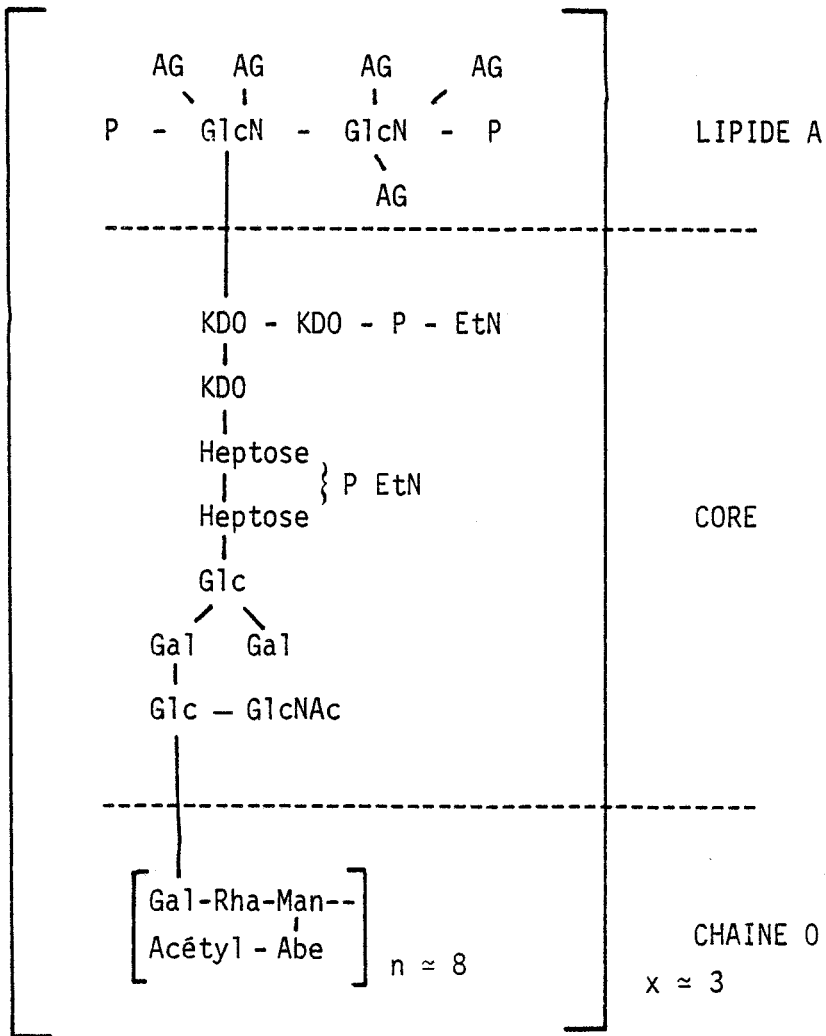 AG AG AG AG
P - GlcN - GlcN - P LIPIDE A
AG
KDO - KDO - P - EtN
KDO
Heptose
P EtN
Heptose CORE
Glc
Gal Gal
Glc - GlcNAc
Gal-Rha-Man--
Acétyl - Abe CHAINE O
n ≃ 8
x ≃ 3